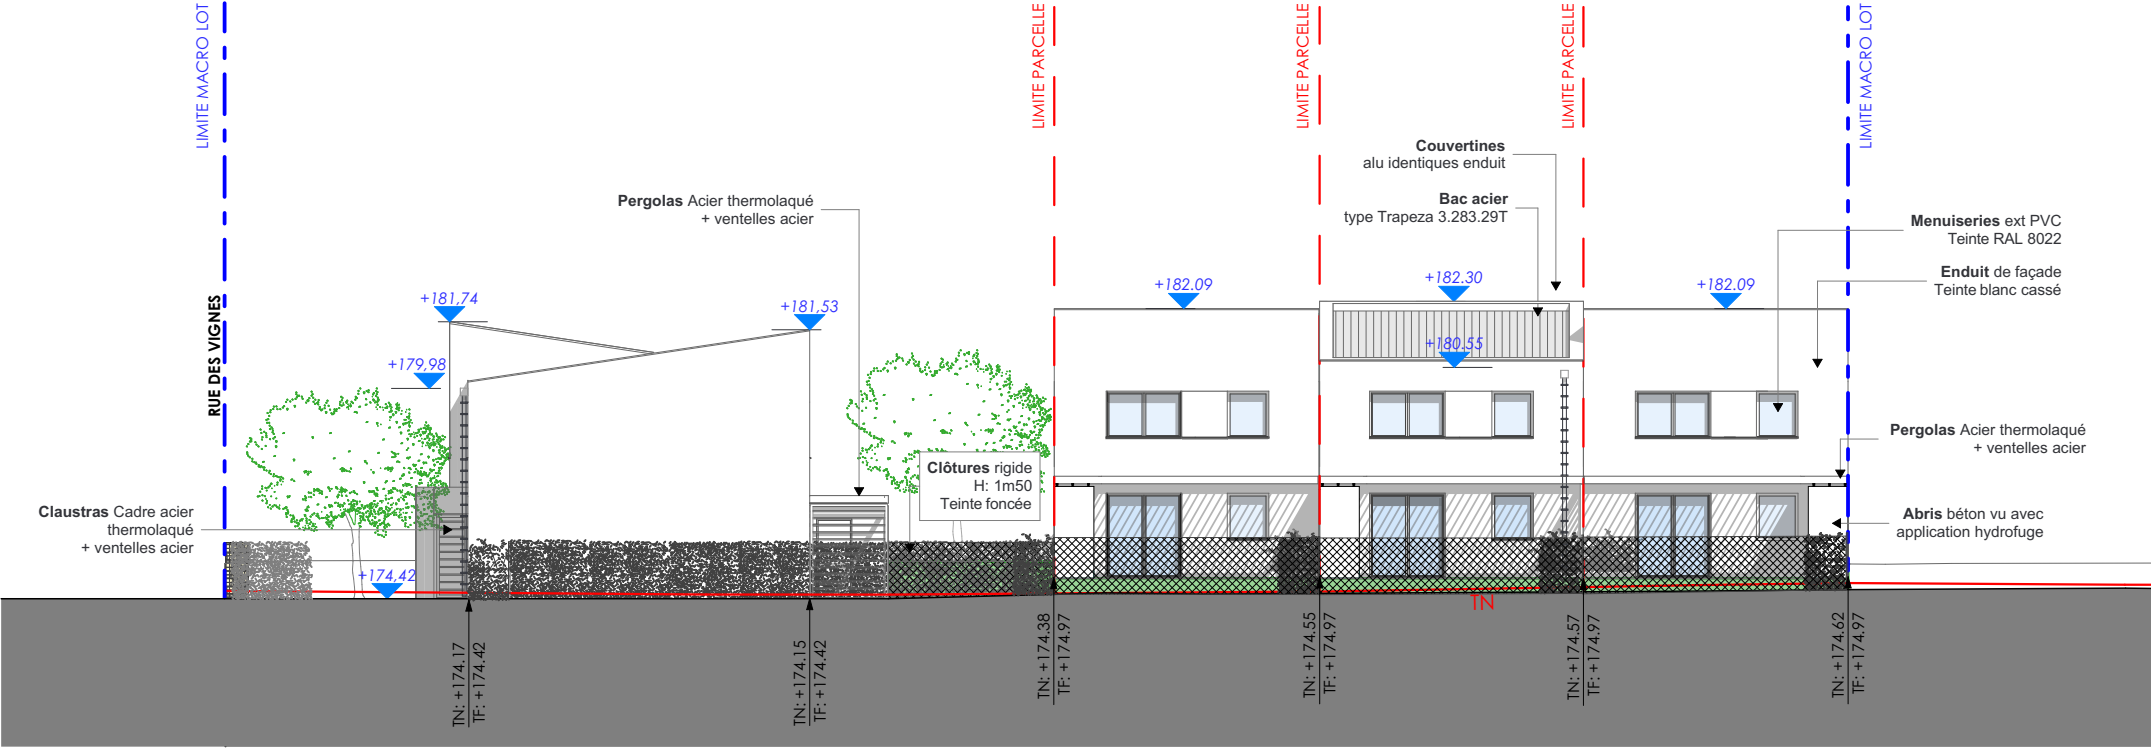 LIMITE MACRO LOT
LIMITE PARCELLE
LIMITE PARCELLE
LIMITE PARCELLE
LIMITE MACRO LOT
Couvertines
alu identiques enduit
Pergolas Acier thermolaqué
+ ventelles acier
Bac acier
type Trapeza 3.283.29T
Menuiseries ext PVC
Teinte RAL 8022
Enduit de façade
Teinte blanc cassé
+181,74
+181,53
+182.09
+182.30
+182.09
RUE DES VIGNES
+179,98
+180.55
Pergolas Acier thermolaqué
+ ventelles acier
Clôtures rigide
H: 1m50
Teinte foncée
Claustras Cadre acier
thermolaqué
+ ventelles acier
Abris béton vu avec
application hydrofuge
+174,42
TN
TN: +174.17
TF: +174.42
TN: +174.15
TF: +174.42
TN: +174.38
TF: +174.97
TN: +174.55
TF: +174.97
TN: +174.57
TF: +174.97
TN: +174.62
TF: +174.97